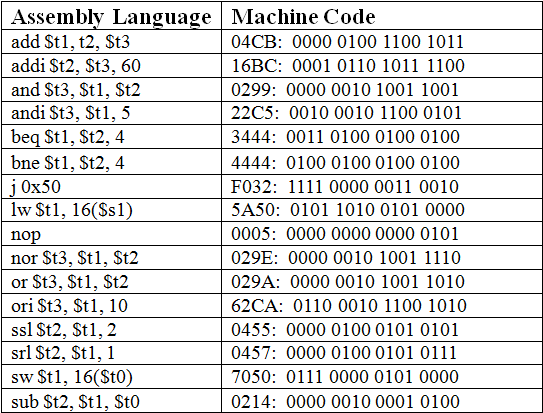 Assembly Language Machine Code
add $t1, t2, $t3 04CB: 0000 0100 1100 1011
addi $t2, $t3, 60 16BC: 0001 0110 1011 1100
and $t3, $t1, $t2 0299: 0000 0010 1001 1001
andi $t3, $t1, 5 22C5: 0010 0010 1100 0101
beq $t1, $t2, 4 3444: 0011 0100 0100 0100
bne $t1, $t2, 4 4444: 0100 0100 0100 0100
j 0x50 F032: 1111 0000 0011 0010
lw $t1, 16($s1) 5A50: 0101 1010 0101 0000
nop 0005: 0000 0000 0000 0101
nor $t3, $t1, $t2 029E: 0000 0010 1001 1110
or $t3, $t1, $t2 029A: 0000 0010 1001 1010
ori $t3, $t1, 10 62CA: 0110 0010 1100 1010
ssl $t2, $t1, 2 0455: 0000 0100 0101 0101
srl $t2, $t1, 1 0457: 0000 0100 0101 0111
sw $t1, 16($t0) 7050: 0111 0000 0101 0000
sub $t2, $t1, $t0 0214: 0000 0010 0001 0100